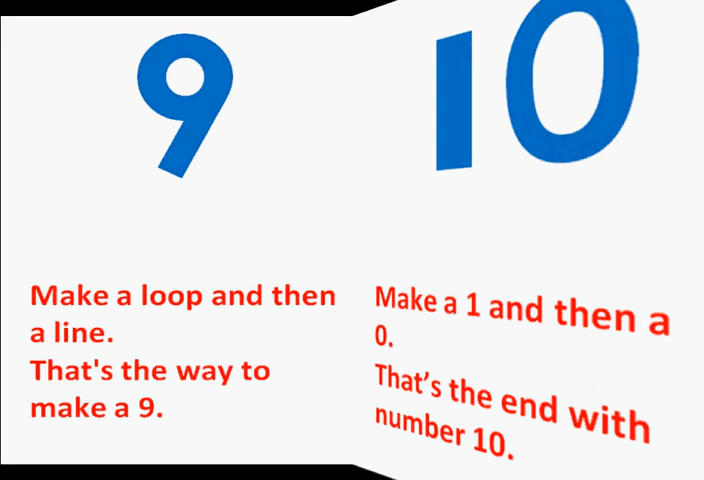 9
Make a loop and then
a line.
That's the way to
make a 9.
10
Make a 1 and then a
0.
That’s the end with
number 10.